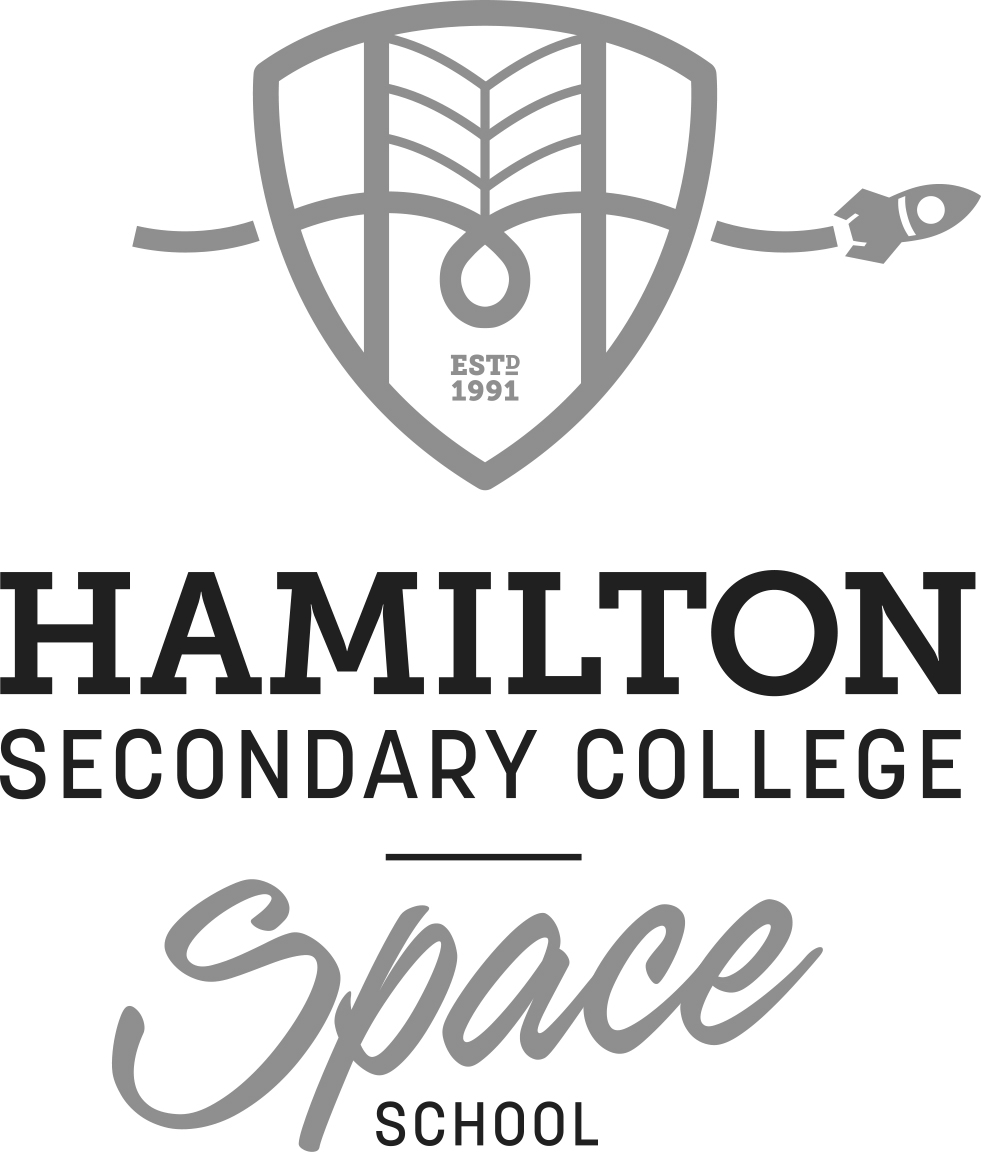 ESTD
1991
HAMILTON
SECONDARY COLLEGE
Space
SCHOOL